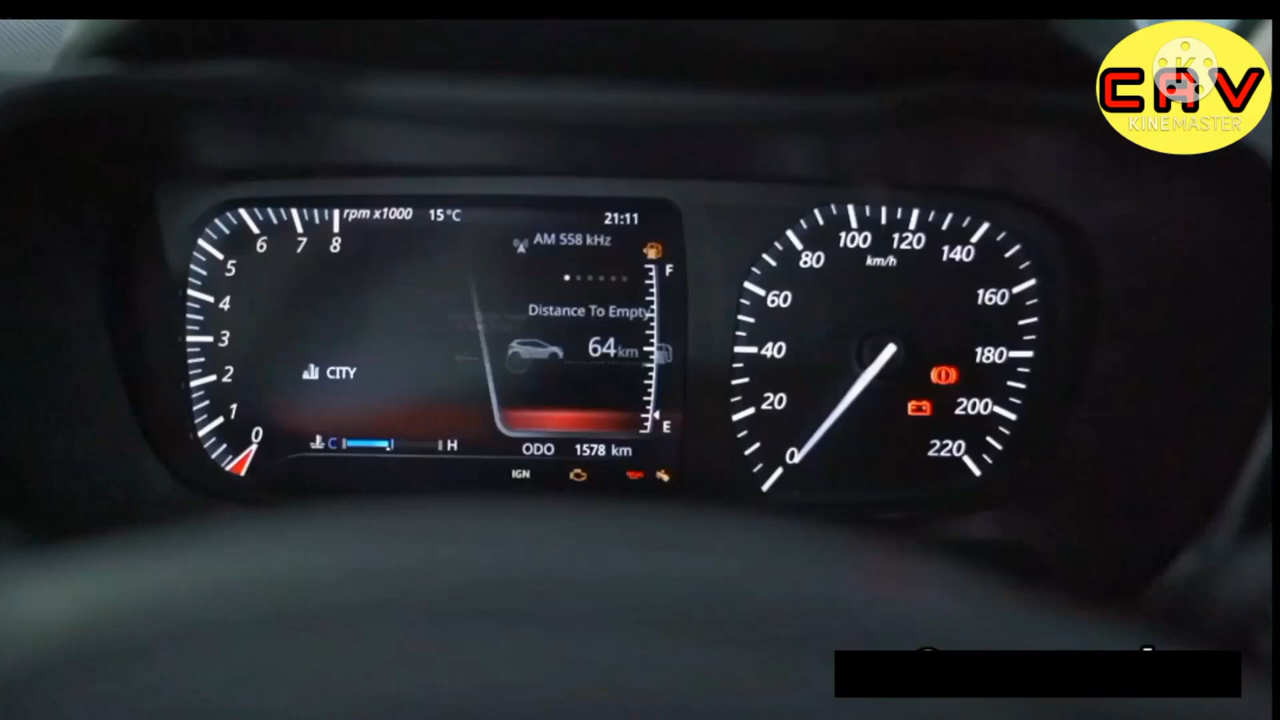 CAV
KINEMASTER
rpm x1000 15°C 21:11
AM 558 kHz
F
Distance To Empty
64 km
CITY
E
C H
ODO 1578 km
IGN
0
1
2
3
4
5
6
7
8
km/h
0
20
40
60
80
100
120
140
160
180
200
220